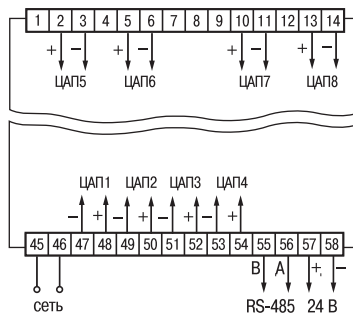 1 2 3 4 5 6 7 8 9 10 11 12 13 14
+ − + − + − + −
ЦАП5 ЦАП6 ЦАП7 ЦАП8
ЦАП1 ЦАП2 ЦАП3 ЦАП4
− + − + − + − +
45 46 47 48 49 50 51 52 53 54 55 56 57 58
B A +, −
сеть RS-485 24 В